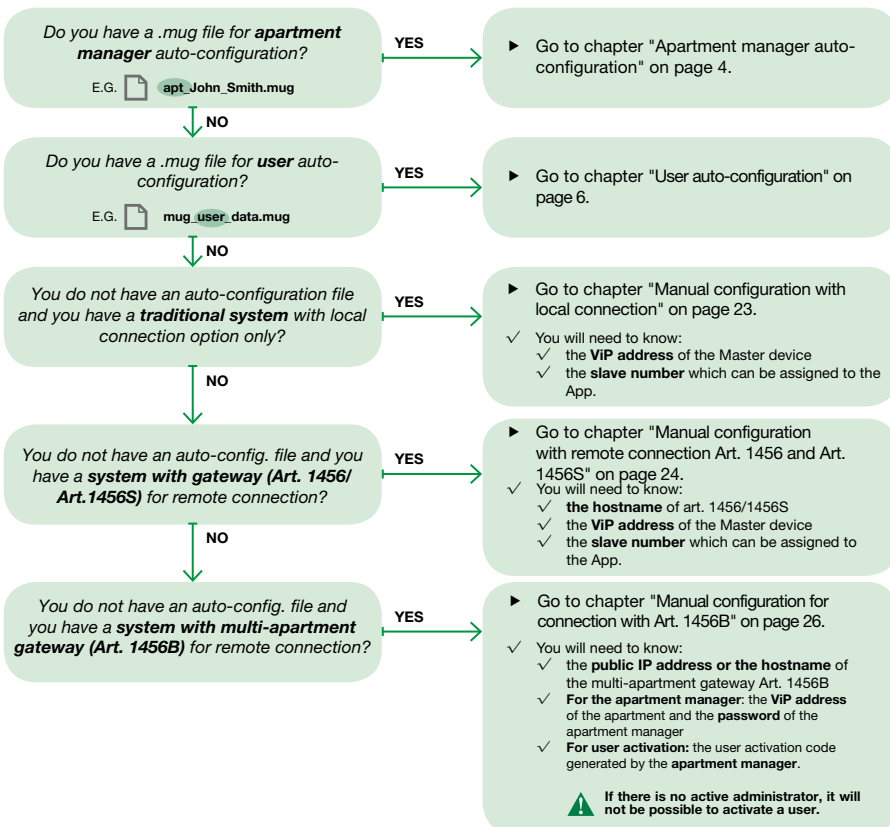 Do you have a .mug file for apartment
manager auto-configuration?
E.G. apt_John_Smith.mug
YES
▶ Go to chapter "Apartment manager auto-
configuration" on page 4.
NO
Do you have a .mug file for user auto-
configuration?
E.G. mug_user_data.mug
YES
▶ Go to chapter "User auto-configuration" on
page 6.
NO
You do not have an auto-configuration file
and you have a traditional system with local
connection option only?
YES
▶ Go to chapter "Manual configuration with
local connection" on page 23.
√ You will need to know:
√ the ViP address of the Master device
√ the slave number which can be assigned to the
App.
NO
You do not have an auto-config. file and you
have a system with gateway (Art. 1456/
Art.1456S) for remote connection?
YES
▶ Go to chapter "Manual configuration
with remote connection Art. 1456 and Art.
1456S" on page 24.
√ You will need to know:
√ the hostname of art. 1456/1456S
√ the ViP address of the Master device
√ the slave number which can be assigned to
the App.
NO
You do not have an auto-config. file and
you have a system with multi-apartment
gateway (Art. 1456B) for remote connection?
YES
▶ Go to chapter "Manual configuration for
connection with Art. 1456B" on page 26.
√ You will need to know:
√ the public IP address or the hostname of
the multi-apartment gateway Art. 1456B
√ For the apartment manager: the ViP address
of the apartment and the password of the
apartment manager
√ For user activation: the user activation code
generated by the apartment manager.
If there is no active administrator, it will
not be possible to activate a user.